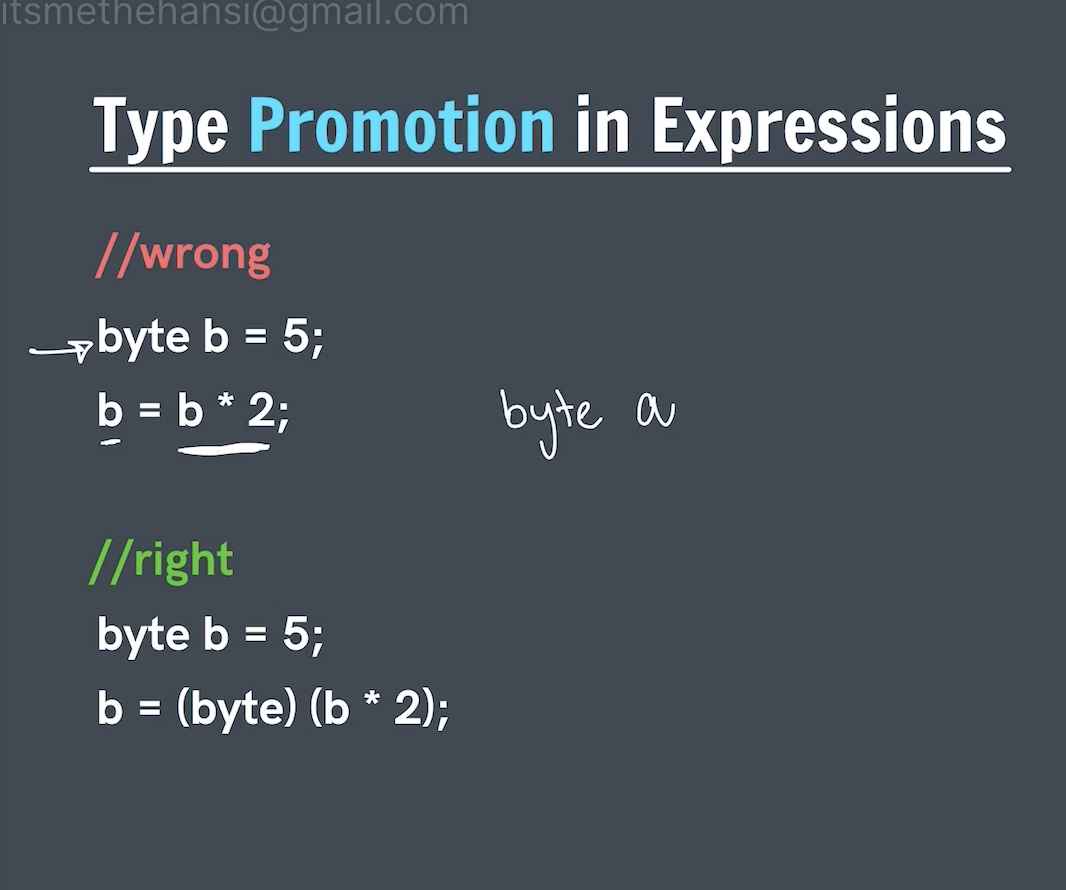 itsmethehansi@gmail.com
Type Promotion in Expressions
//wrong
byte b = 5;
b = b * 2;
byte a
//right
byte b = 5;
b = (byte) (b * 2);